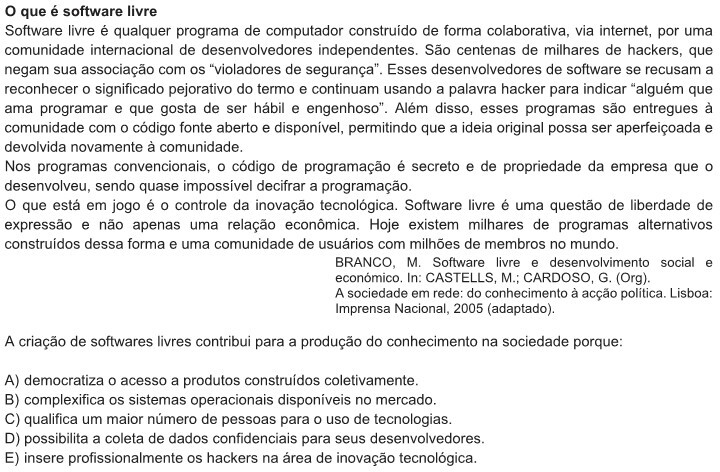 O que é software livre
Software livre é qualquer programa de computador construído de forma colaborativa, via internet, por uma
comunidade internacional de desenvolvedores independentes. São centenas de milhares de hackers, que
negam sua associação com os “violadores de segurança”. Esses desenvolvedores de software se recusam a
reconhecer o significado pejorativo do termo e continuam usando a palavra hacker para indicar “alguém que
ama programar e que gosta de ser hábil e engenhoso”. Além disso, esses programas são entregues à
comunidade com o código fonte aberto e disponível, permitindo que a ideia original possa ser aperfeiçoada e
devolvida novamente à comunidade.
Nos programas convencionais, o código de programação é secreto e de propriedade da empresa que o
desenvolveu, sendo quase impossível decifrar a programação.
O que está em jogo é o controle da inovação tecnológica. Software livre é uma questão de liberdade de
expressão e não apenas uma relação econômica. Hoje existem milhares de programas alternativos
construídos dessa forma e uma comunidade de usuários com milhões de membros no mundo.
BRANCO, M. Software livre e desenvolvimento social e
económico. In: CASTELLS, M.; CARDOSO, G. (Org).
A sociedade em rede: do conhecimento à acção política. Lisboa:
Imprensa Nacional, 2005 (adaptado).
A criação de softwares livres contribui para a produção do conhecimento na sociedade porque:
A) democratiza o acesso a produtos construídos coletivamente.
B) complexifica os sistemas operacionais disponíveis no mercado.
C) qualifica um maior número de pessoas para o uso de tecnologias.
D) possibilita a coleta de dados confidenciais para seus desenvolvedores.
E) insere profissionalmente os hackers na área de inovação tecnológica.